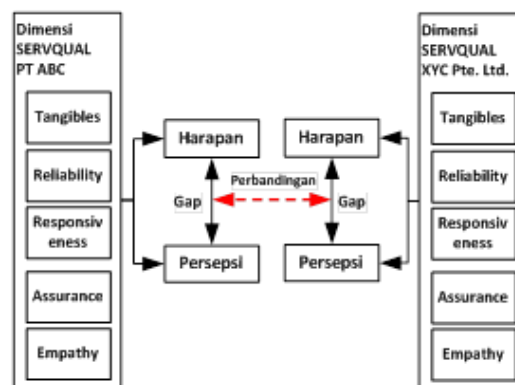 Dimensi
SERVQUAL
PT ABC
Tangibles
Reliability
Responsiv
eness
Assurance
Empathy
Harapan
Gap
Persepsi
Perbandingan
Harapan
Gap
Persepsi
Dimensi
SERVQUAL
XYC Pte. Ltd.
Tangibles
Reliability
Responsiv
eness
Assurance
Empathy